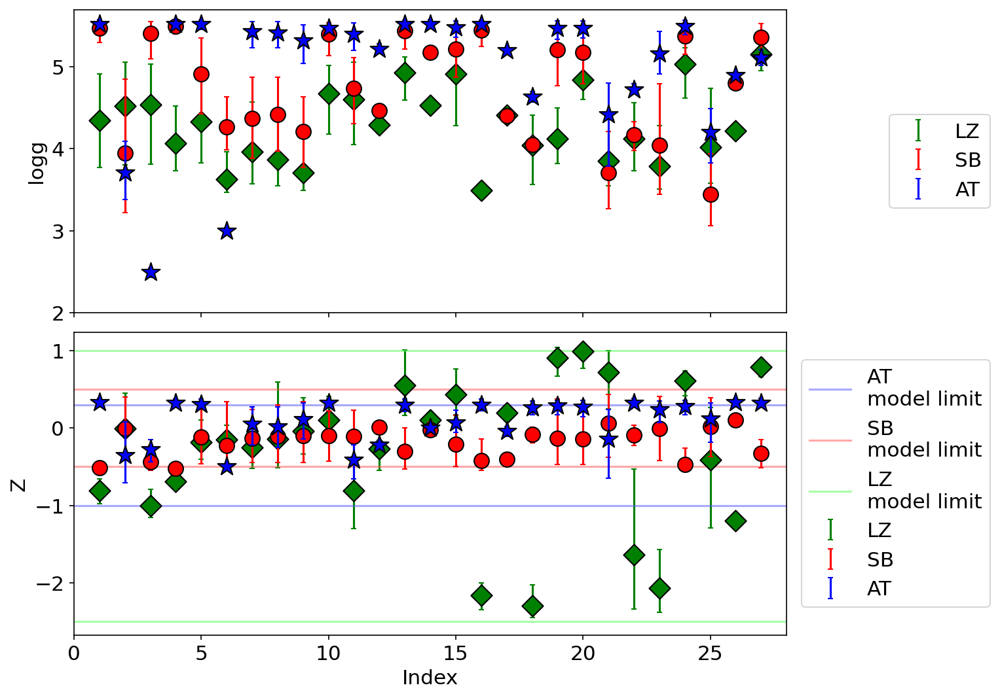 logg
5
4
3
2
LZ
SB
AT
Z
1
0
−1
−2
0
5
10
15
20
25
Index
AT
model limit
SB
model limit
LZ
model limit
LZ
SB
AT